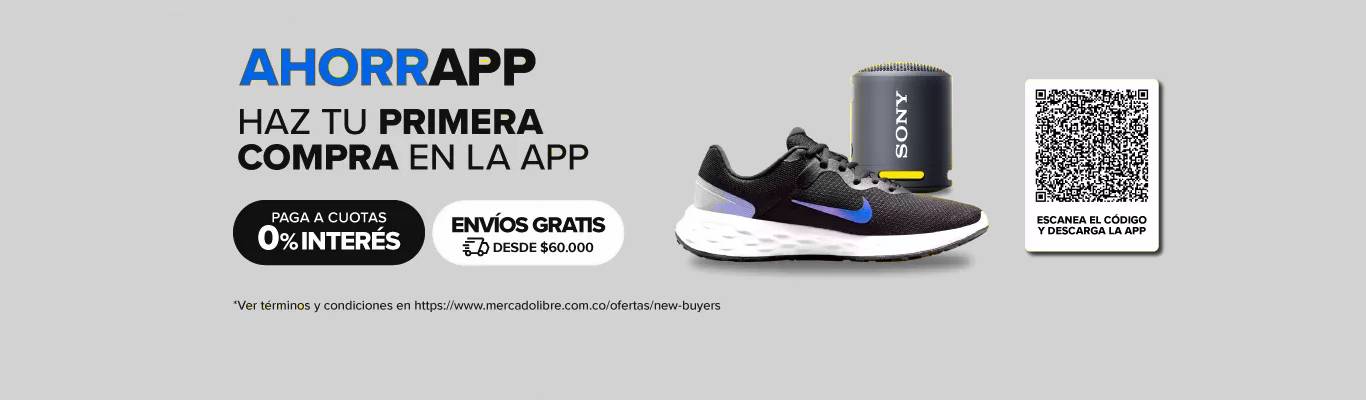 AHORRAPP
HAZ TU PRIMERA
COMPRA EN LA APP
PAGA A CUOTAS
0% INTERÉS
ENVÍOS GRATIS
DESDE $60.000
SONY
ESCANEA EL CÓDIGO
Y DESCARGA LA APP
*Ver términos y condiciones en https://www.mercadolibre.com.co/ofertas/new-buyers